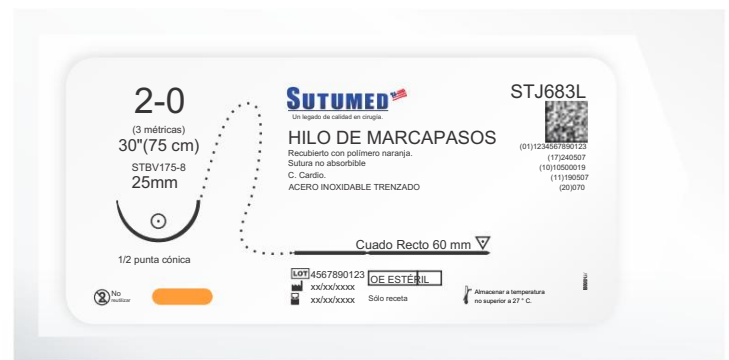 2-0
(3 métricas)
30"(75 cm)
STBV175-8
25mm
1/2 punta cónica
2
No
reutilizar
SUTUMED
Un legado de calidad en cirugía.
HILO DE MARCAPASOS
Recubierto con polímero naranja.
Sutura no absorbible
C. Cardio.
ACERO INOXIDABLE TRENZADO
STJ683L
(01)1234567890123
(17)240507
(10)10500019
(11)190507
(20)070
Cuado Recto 60 mm
LOT 4567890123
xx/xx/xxxx
xx/xx/xxxx
OE ESTÉRIL
Sólo receta
Almacenar a temperatura
no superior a 27 ° C.